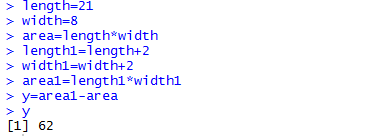 > length=21
> width=8
> area=length*width
> length1=length+2
> width1=width+2
> area1=length1*width1
> y=area1-area
> y
[1] 62